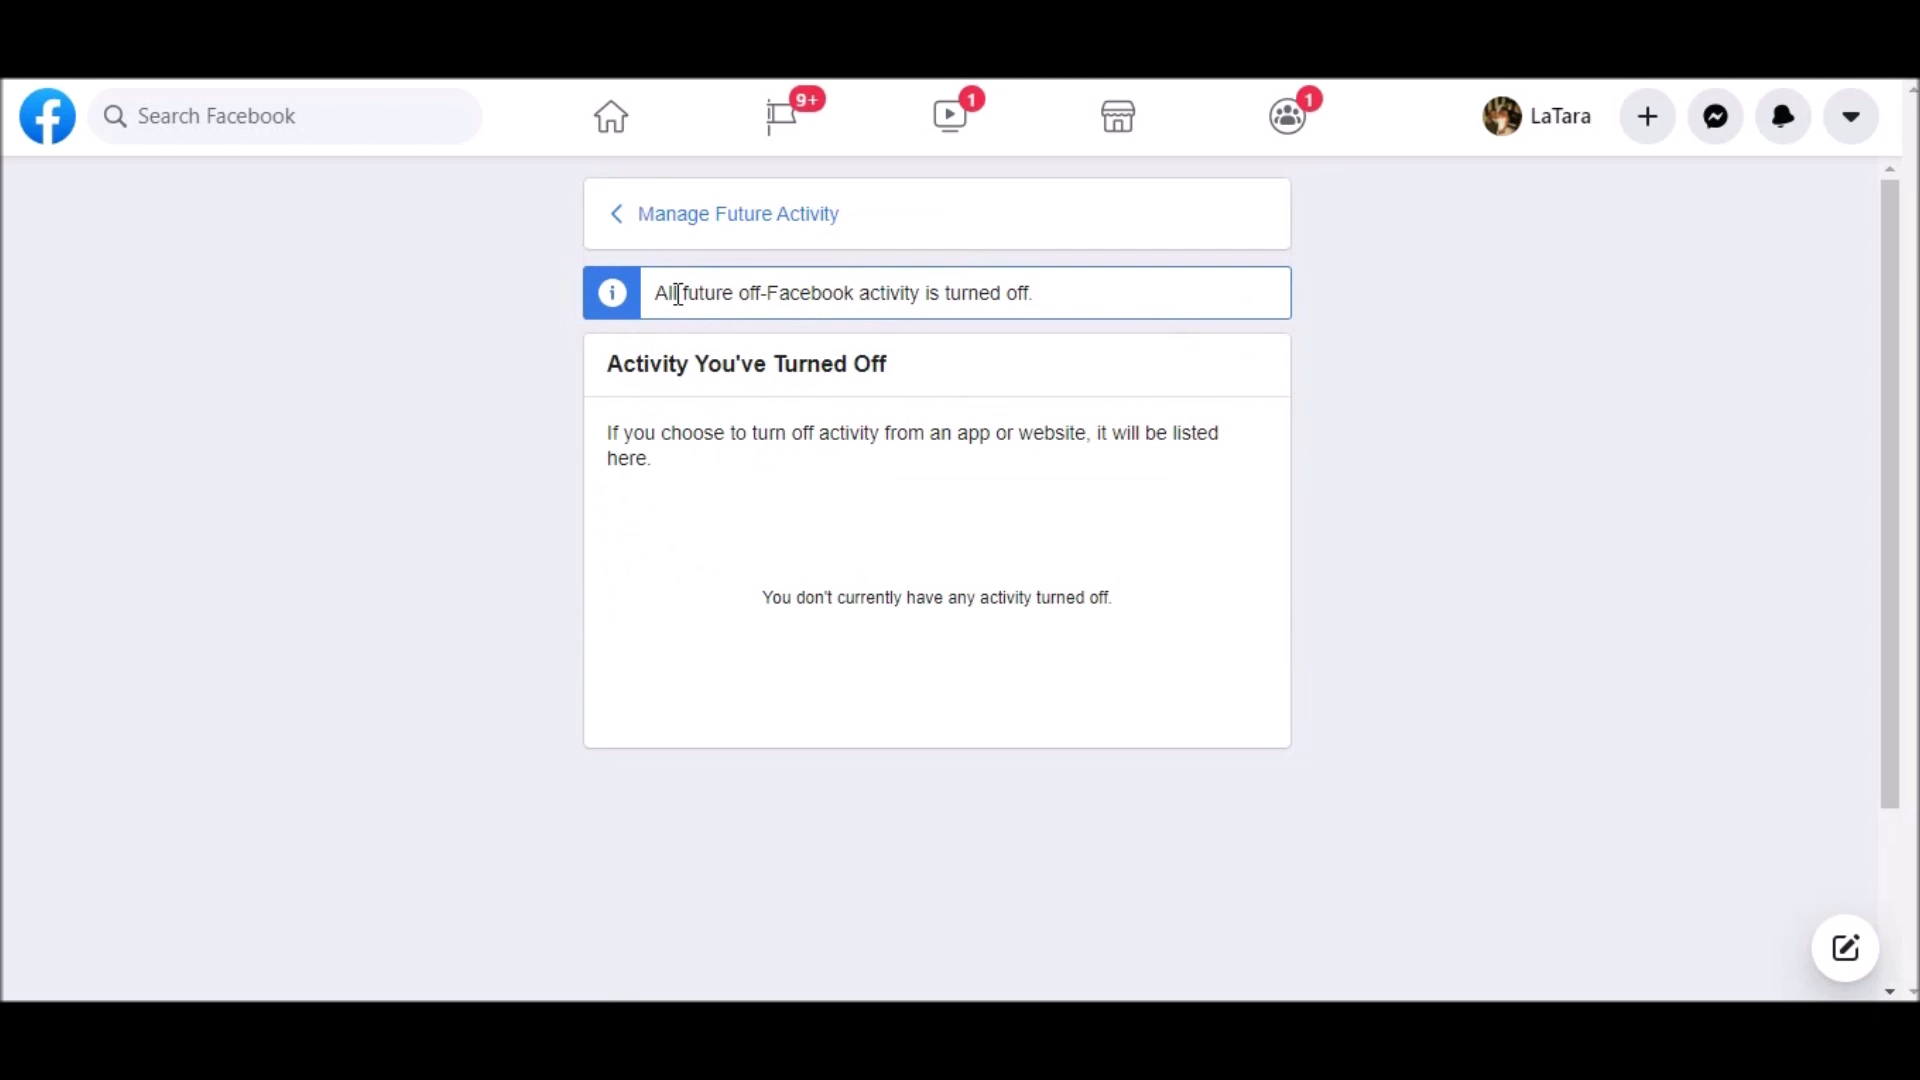 Search Facebook
9+
1
1
LaTara
Manage Future Activity
All future off-Facebook activity is turned off.
Activity You've Turned Off
If you choose to turn off activity from an app or website, it will be listed
here.
You don't currently have any activity turned off.